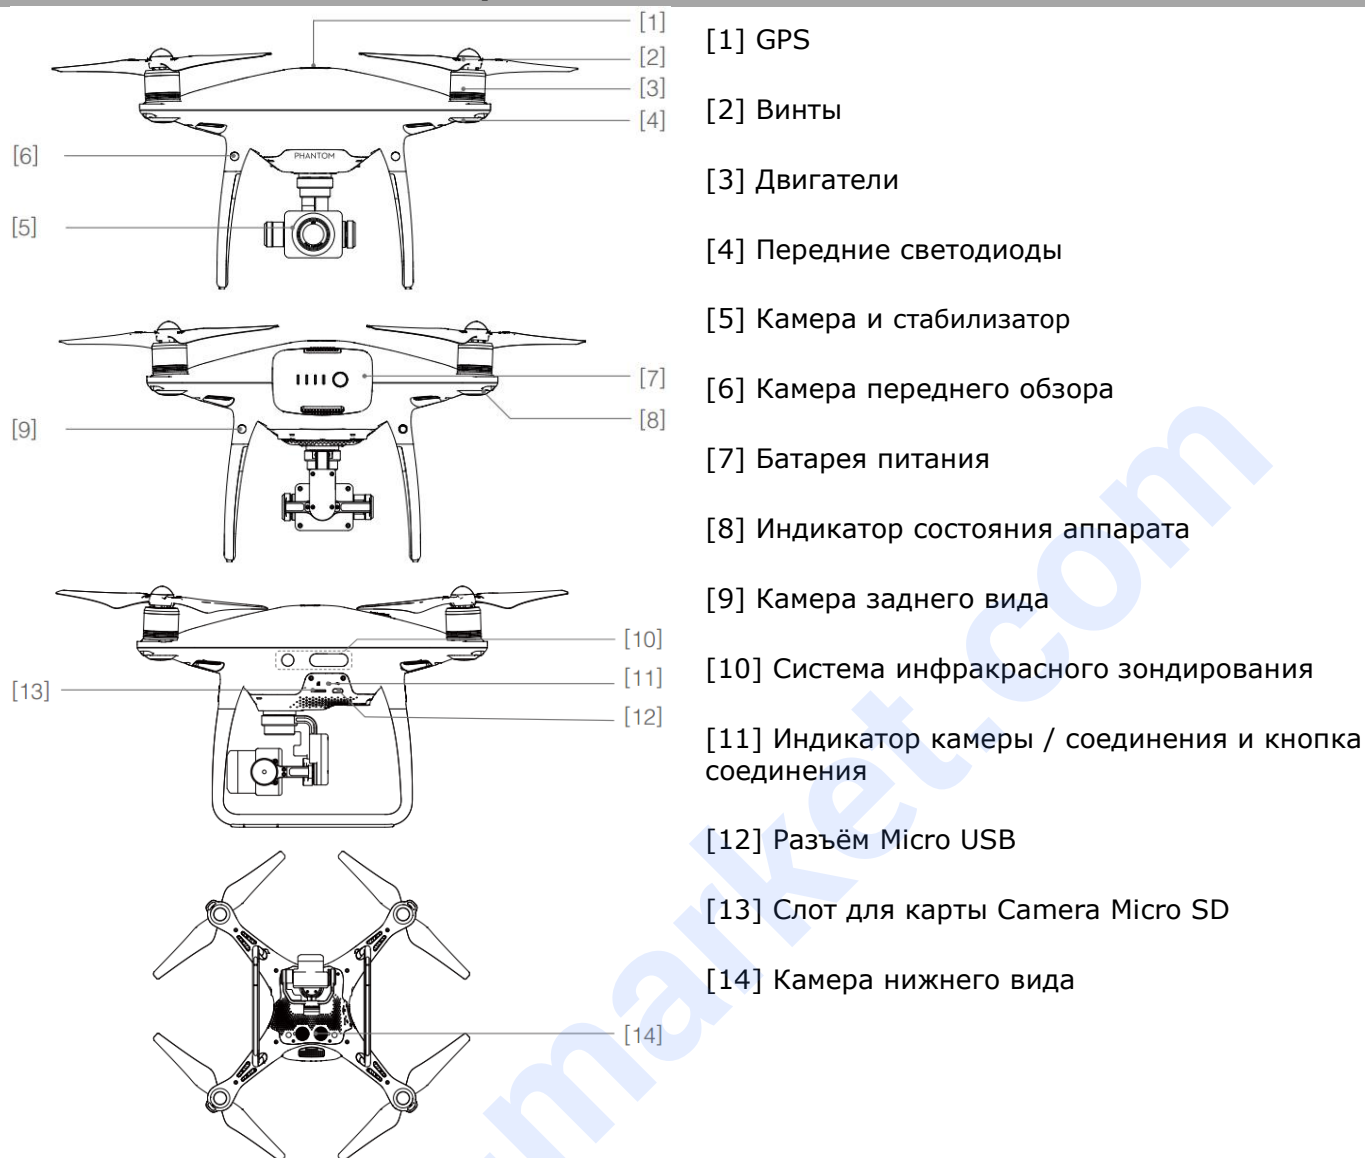 [1]
[2]
[3]
[4]
[6]
PHANTOM
[5]
[7]
[8]
[9]
[10]
[11]
[13]
[12]
[14]
[1] GPS
[2] Винты
[3] Двигатели
[4] Передние светодиоды
[5] Камера и стабилизатор
[6] Камера переднего обзора
[7] Батарея питания
[8] Индикатор состояния аппарата
[9] Камера заднего вида
[10] Система инфракрасного зондирования
[11] Индикатор камеры / соединения и кнопка
соединения
[12] Разъём Micro USB
[13] Слот для карты Camera Micro SD
[14] Камера нижнего вида
market.com